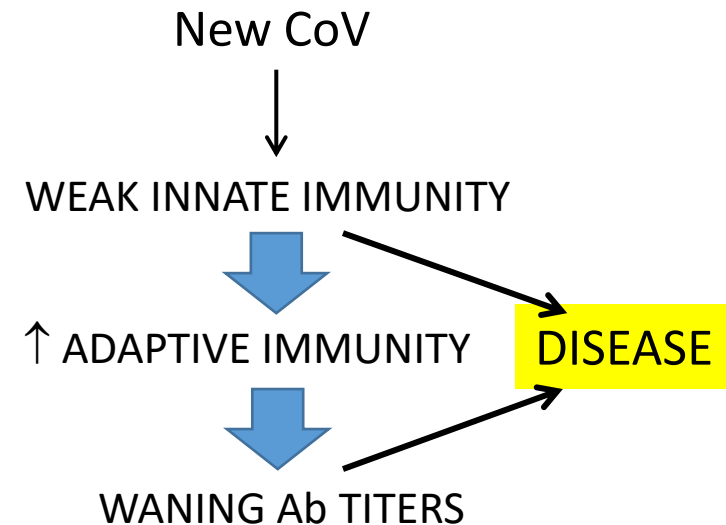 New CoV
WEAK INNATE IMMUNITY
↑ ADAPTIVE IMMUNITY
DISEASE
WANING Ab TITERS